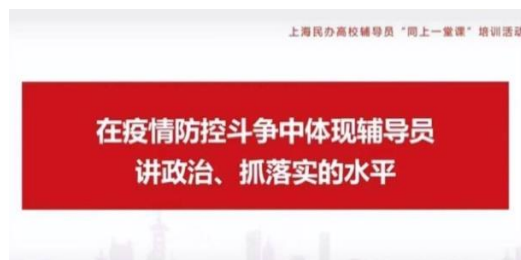 上海民办高校辅导员“同上一堂课”培训活动
在疫情防控斗争中体现辅导员
讲政治、抓落实的水平